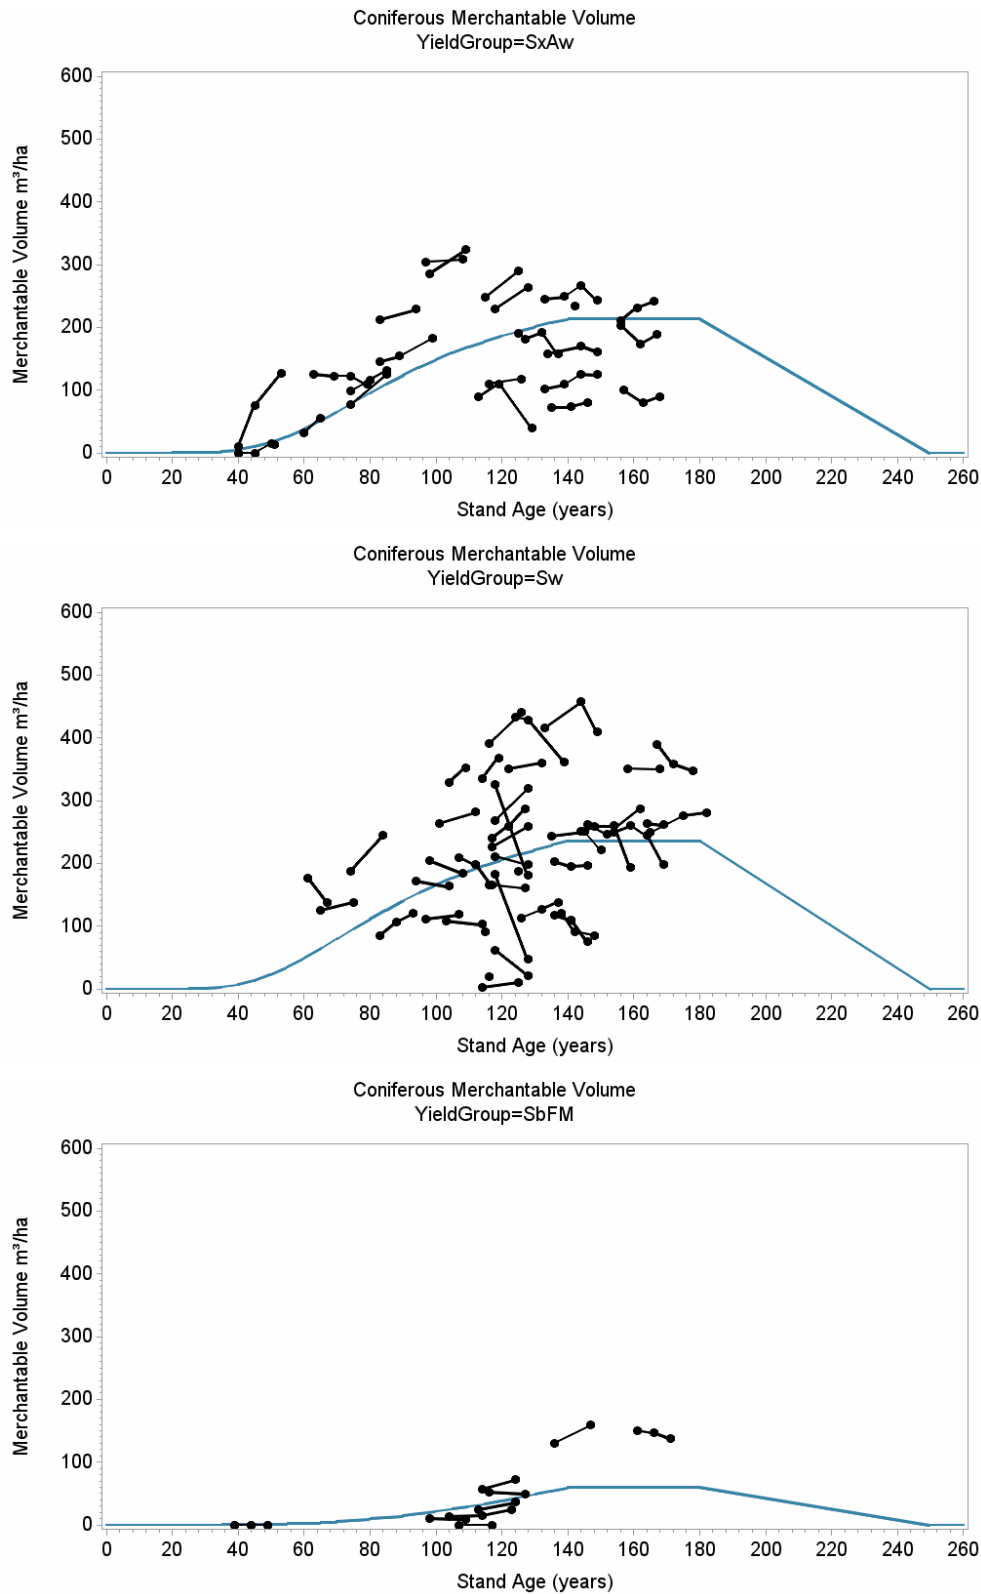 Coniferous Merchantable Volume
YieldGroup=SxAw
Merchantable Volume m³/ha
600
500
400
300
200
100
0
0 20 40 60 80 100 120 140 160 180 200 220 240 260
Stand Age (years)
Coniferous Merchantable Volume
YieldGroup=Sw
Merchantable Volume m³/ha
600
500
400
300
200
100
0
0 20 40 60 80 100 120 140 160 180 200 220 240 260
Stand Age (years)
Coniferous Merchantable Volume
YieldGroup=SbFM
Merchantable Volume m³/ha
600
500
400
300
200
100
0
0 20 40 60 80 100 120 140 160 180 200 220 240 260
Stand Age (years)